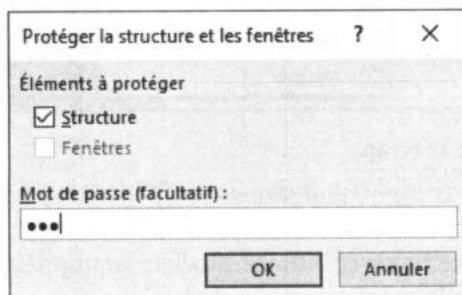 Protéger la structure et les fenêtres ? ×
Éléments à protéger
Structure
Fenêtres
Mot de passe (facultatif) :
•••
OK Annuler